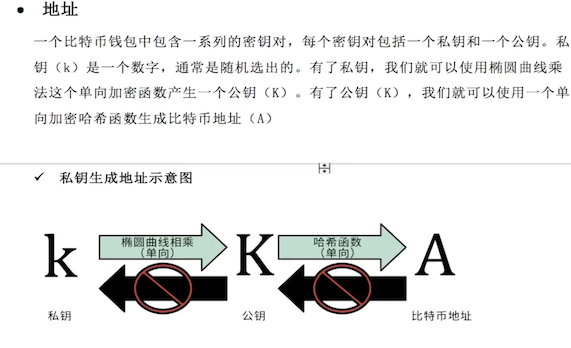 ● 地址
一个比特币钱包中包含一系列的密钥对，每个密钥对包括一个私钥和一个公钥。私
钥（k）是一个数字，通常是随机选出的。有了私钥，我们就可以使用椭圆曲线乘
法这个单向加密函数产生一个公钥（K）。有了公钥（K），我们就可以使用一个单
向加密哈希函数生成比特币地址（A）
✓ 私钥生成地址示意图
椭圆曲线相乘 哈希函数
（单向） （单向）
k K A
私钥 公钥 比特币地址